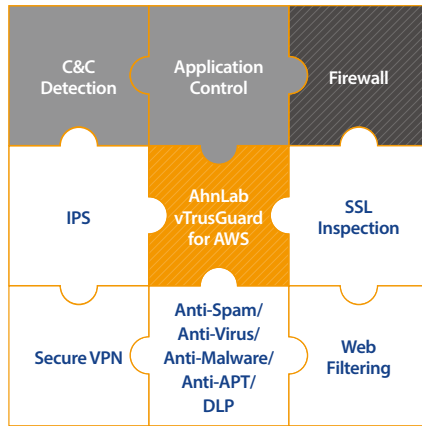 C&C
Detection
Application
Control
Firewall
IPS
AhnLab
vTrusGuard
for AWS
SSL
Inspection
Secure VPN
Anti-Spam/
Anti-Virus/
Anti-Malware/
Anti-APT/
DLP
Web
Filtering